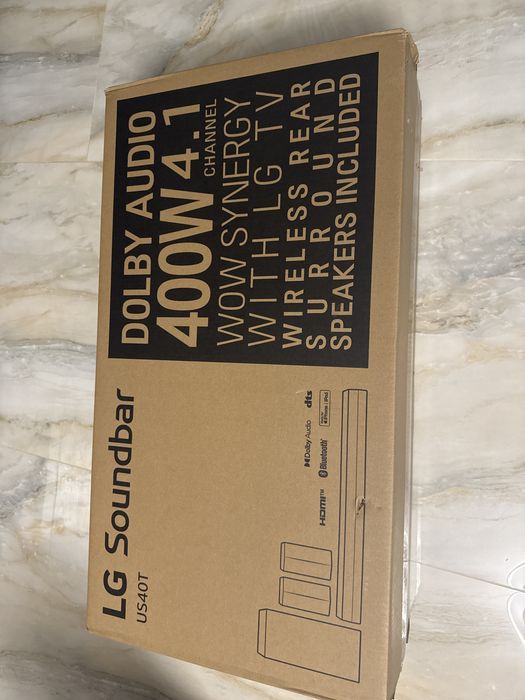 LG Soundbar
US40T
DOLBY AUDIO
400W 4.1
CHANNEL
WOW SYNERGY
WITH LG TV
WIRELESS REAR
SURROUND
SPEAKERS INCLUDED
Dolby Audio
dts
Bluetooth®
HDMI™